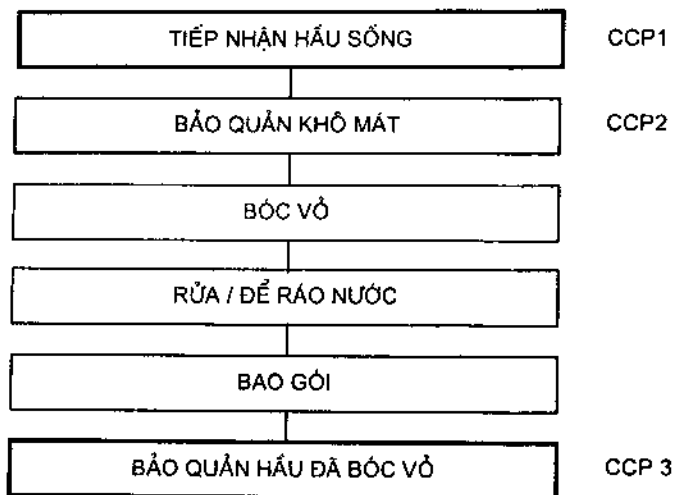 TIẾP NHẬN HẦU SỐNG CCP1
BẢO QUẢN KHÔ MÁT CCP2
BÓC VỎ
RỬA / ĐỂ RÁO NƯỚC
BAO GÓI
BẢO QUẢN HẦU ĐÃ BÓC VỎ CCP 3